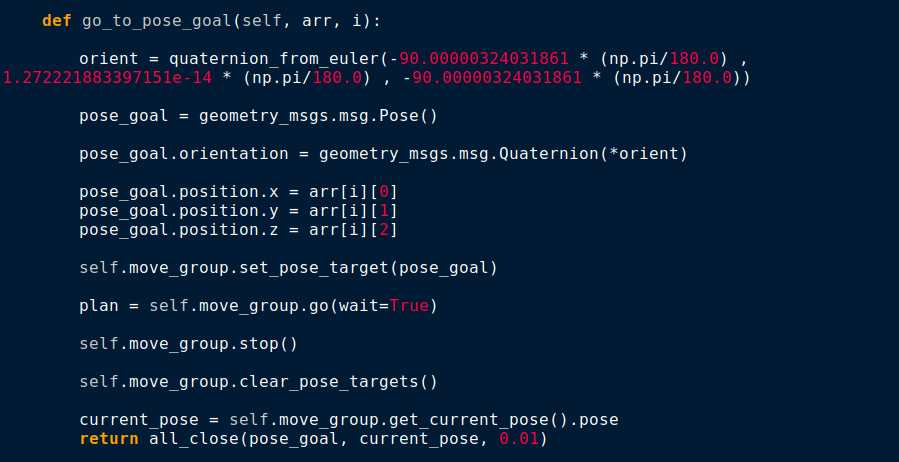 def go_to_pose_goal(self, arr, i):
orient = quaternion_from_euler(-90.00000324031861 * (np.pi/180.0) ,
1.272221883397151e-14 * (np.pi/180.0) , -90.00000324031861 * (np.pi/180.0))
pose_goal = geometry_msgs.msg.Pose()
pose_goal.orientation = geometry_msgs.msg.Quaternion(*orient)
pose_goal.position.x = arr[i][0]
pose_goal.position.y = arr[i][1]
pose_goal.position.z = arr[i][2]
self.move_group.set_pose_target(pose_goal)
plan = self.move_group.go(wait=True)
self.move_group.stop()
self.move_group.clear_pose_targets()
current_pose = self.move_group.get_current_pose().pose
return all_close(pose_goal, current_pose, 0.01)